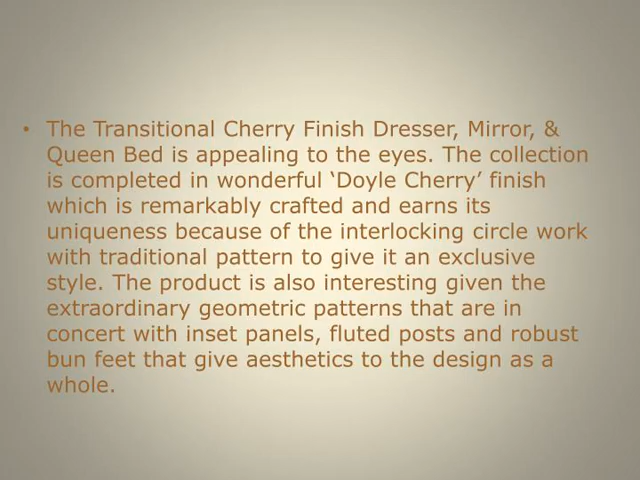 • The Transitional Cherry Finish Dresser, Mirror, &
Queen Bed is appealing to the eyes. The collection
is completed in wonderful ‘Doyle Cherry’ finish
which is remarkably crafted and earns its
uniqueness because of the interlocking circle work
with traditional pattern to give it an exclusive
style. The product is also interesting given the
extraordinary geometric patterns that are in
concert with inset panels, fluted posts and robust
bun feet that give aesthetics to the design as a
whole.